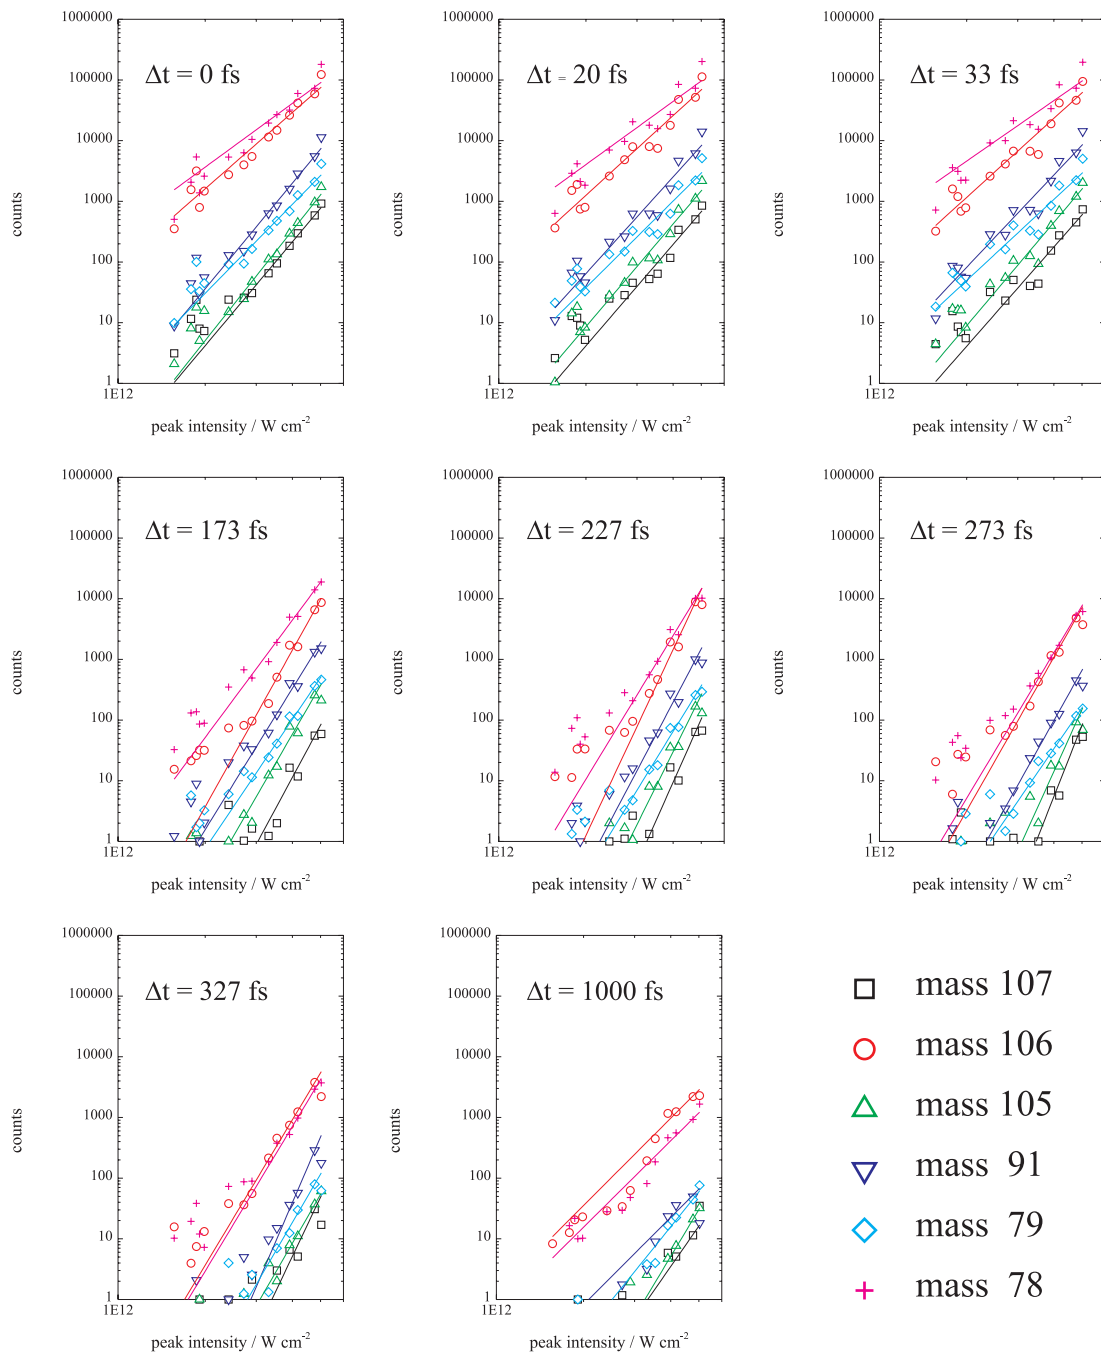 1000000
100000
10000
1000
100
10
1
counts
Δt = 0 fs
1E12
peak intensity / W cm-2
1000000
100000
10000
1000
100
10
1
counts
Δt = 20 fs
1E12
peak intensity / W cm-2
1000000
100000
10000
1000
100
10
1
counts
Δt = 33 fs
1E12
peak intensity / W cm-2
1000000
100000
10000
1000
100
10
1
counts
Δt = 173 fs
1E12
peak intensity / W cm-2
1000000
100000
10000
1000
100
10
1
counts
Δt = 227 fs
1E12
peak intensity / W cm-2
1000000
100000
10000
1000
100
10
1
counts
Δt = 273 fs
1E12
peak intensity / W cm-2
1000000
100000
10000
1000
100
10
1
counts
Δt = 327 fs
1E12
peak intensity / W cm-2
1000000
100000
10000
1000
100
10
1
counts
Δt = 1000 fs
1E12
peak intensity / W cm-2
mass 107
mass 106
mass 105
mass 91
mass 79
mass 78